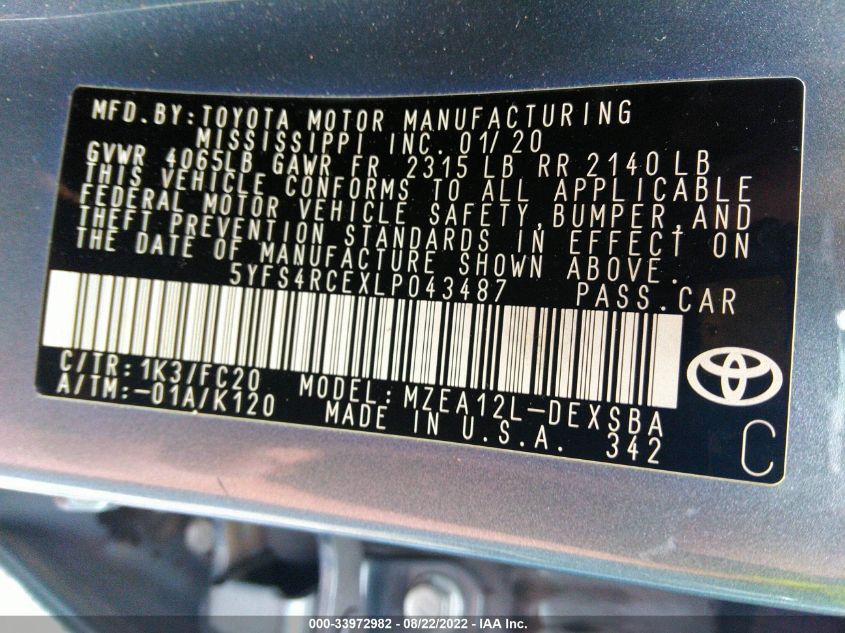 MFD.BY:TOYOTA MOTOR MANUFACTURING
MISSISSIPPI INC. 01/20
GVWR 4065LB GAWR FR 2315 LB RR 2140 LB
THIS VEHICLE CONFORMS TO ALL APPLICABLE
FEDERAL MOTOR VEHICLE SAFETY,BUMPER,AND
THEFT PREVENTION STANDARDS IN EFFECT ON
THE DATE OF MANUFACTURE SHOWN ABOVE.
5YFS4RCEXLP043487 PASS.CAR
C/TR:1K3/FC20 MODEL:MZEA12L-DEXSBA
A/TM:-01A/K120 MADE IN U.S.A. 342
C
000-33972982 - 08/22/2022 - IAA Inc.